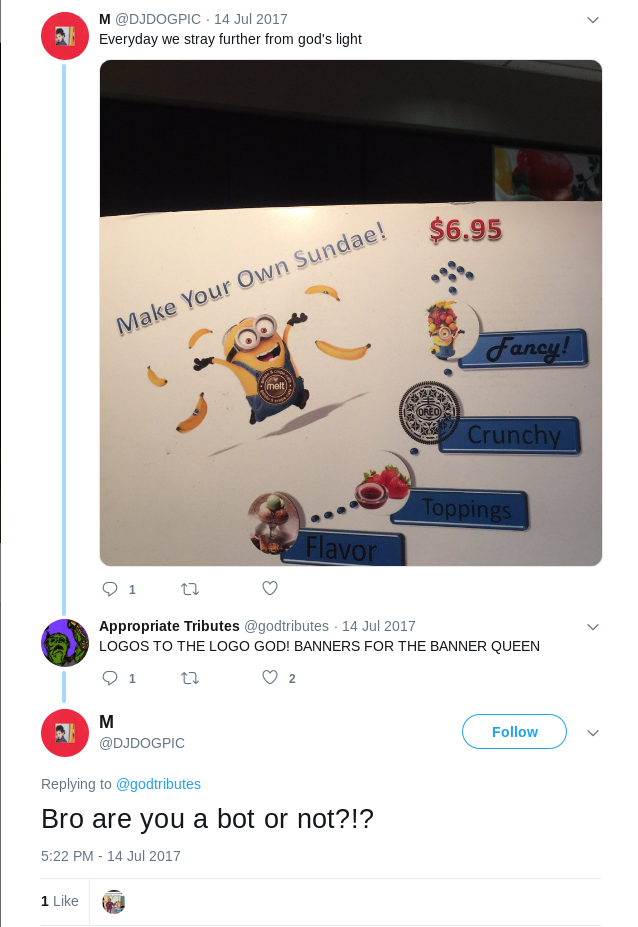 M @DJDOGPIC · 14 Jul 2017
Everyday we stray further from god's light
Make Your Own Sundae!
$6.95
melt
Fancy!
OREO
Crunchy
Toppings
Flavor
1
Appropriate Tributes @godtributes · 14 Jul 2017
LOGOS TO THE LOGO GOD! BANNERS FOR THE BANNER QUEEN
1 2
M
@DJDOGPIC
Follow
Replying to @godtributes
Bro are you a bot or not?!?
5:22 PM - 14 Jul 2017
1 Like